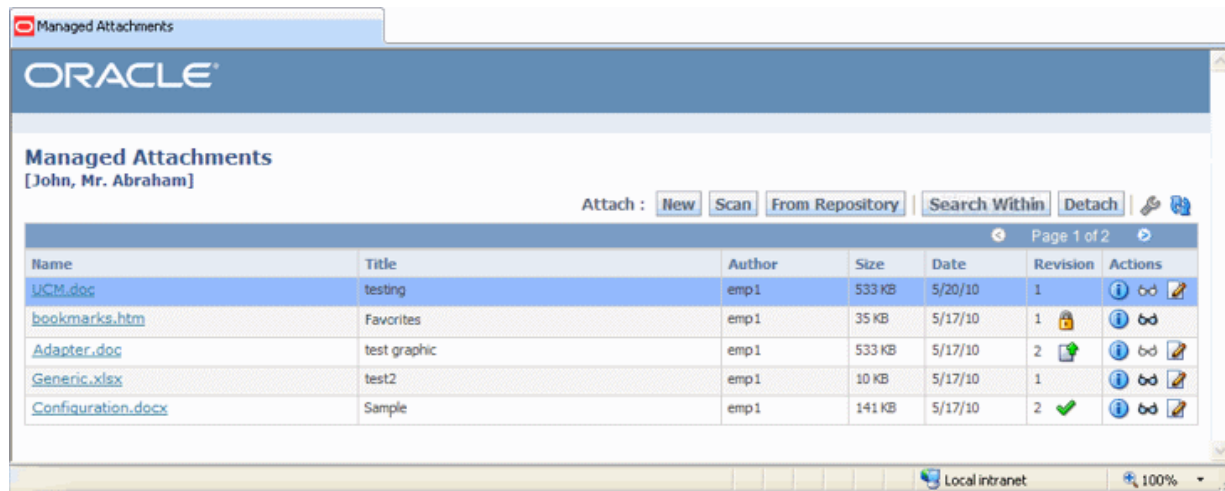 Managed Attachments
ORACLE®
Managed Attachments
[John, Mr. Abraham]
Attach : New Scan From Repository | Search Within Detach |
Page 1 of 2
Name Title Author Size Date Revision Actions
UCM.doc testing emp1 533 KB 5/20/10 1
bookmarks.htm Favorites emp1 35 KB 5/17/10 1
Adapter.doc test graphic emp1 533 KB 5/17/10 2
Generic.xlsx test2 emp1 10 KB 5/17/10 1
Configuration.docx Sample emp1 141 KB 5/17/10 2
Local intranet 100%